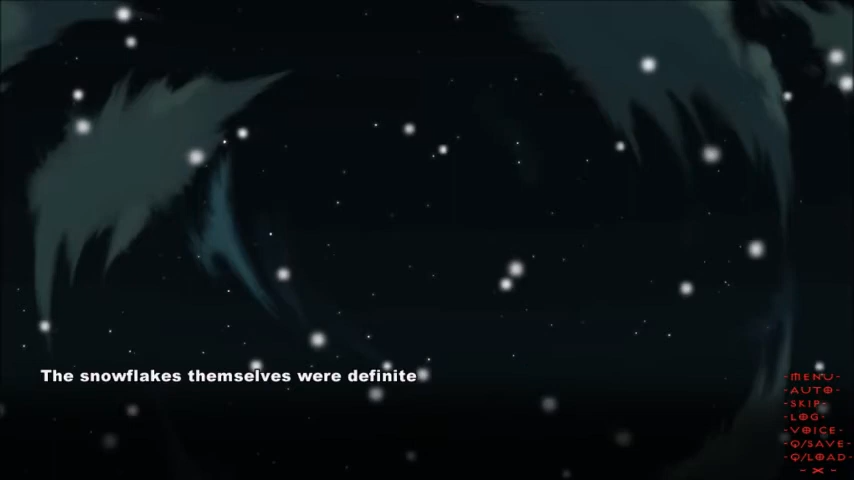 The snowflakes themselves were definite
-MENU-
-AUTO-
-SKIP-
-LOG-
-VOICE-
-Q/SAVE-
-Q/LOAD-
-×-